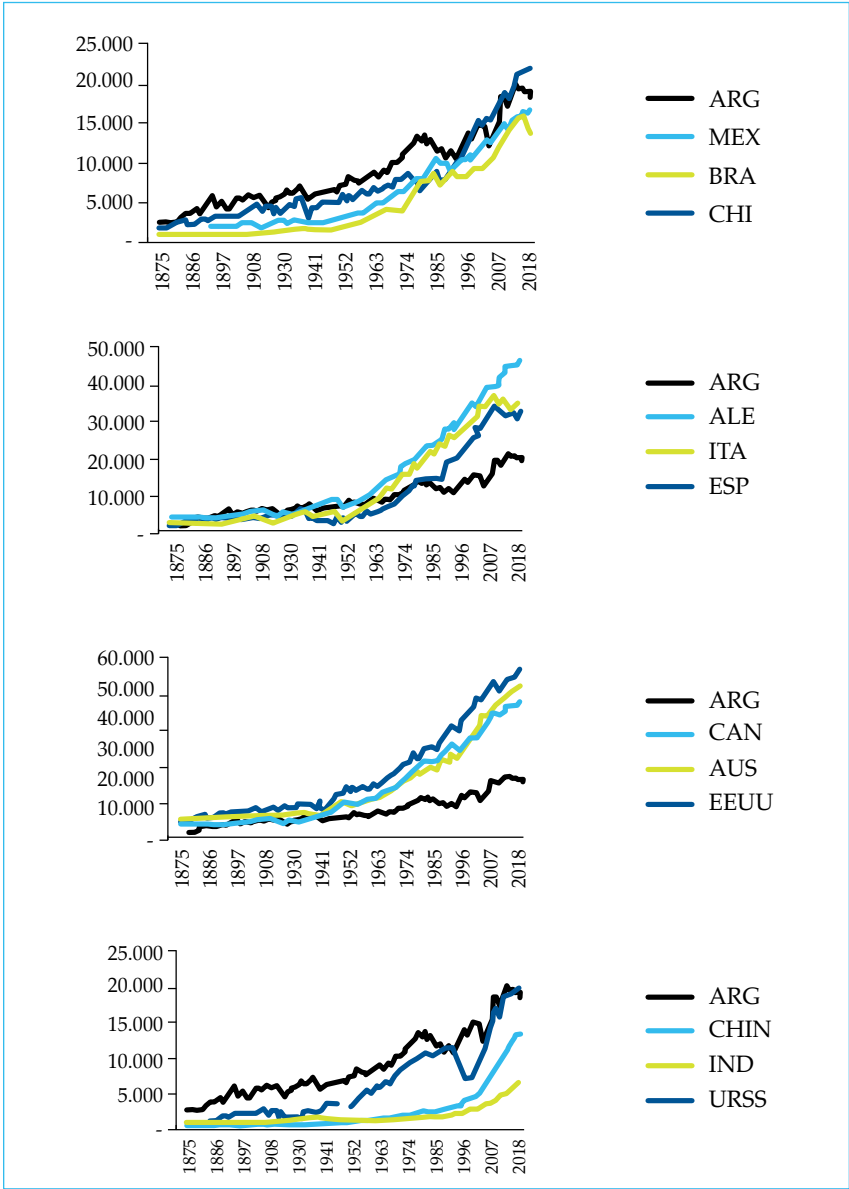 25.000
20.000
15.000
10.000
5.000
-
1875 1886 1897 1908 1930 1941 1952 1963 1974 1985 1996 2007 2018
ARG
MEX
BRA
CHI
50.000
40.000
30.000
20.000
10.000
-
1875 1886 1897 1908 1930 1941 1952 1963 1974 1985 1996 2007 2018
ARG
ALE
ITA
ESP
60.000
50.000
40.000
30.000
20.000
10.000
-
1875 1886 1897 1908 1930 1941 1952 1963 1974 1985 1996 2007 2018
ARG
CAN
AUS
EEUU
25.000
20.000
15.000
10.000
5.000
-
1875 1886 1897 1908 1930 1941 1952 1963 1974 1985 1996 2007 2018
ARG
CHIN
IND
URSS